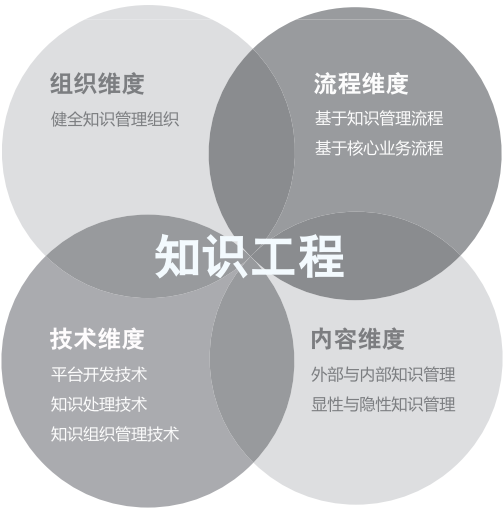 组织维度
健全知识管理组织
流程维度
基于知识管理流程
基于核心业务流程
知识工程
技术维度
平台开发技术
知识处理技术
知识组织管理技术
内容维度
外部与内部知识管理
显性与隐性知识管理